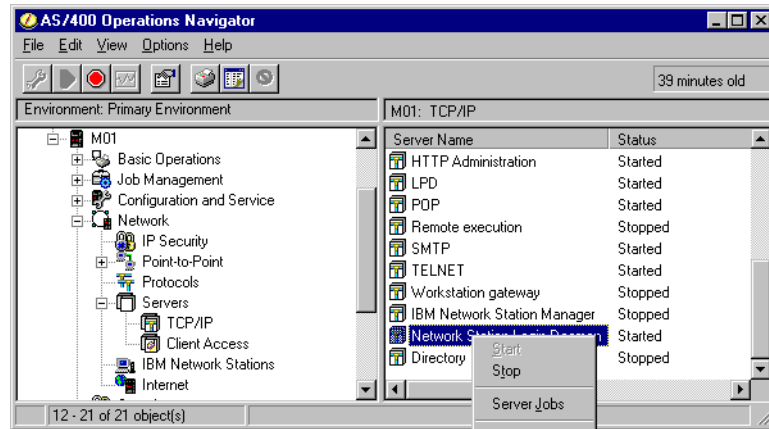 AS/400 Operations Navigator
File Edit View Options Help
39 minutes old
Environment: Primary Environment
M01: TCP/IP
M01
Basic Operations
Job Management
Configuration and Service
Network
IP Security
Point-to-Point
Protocols
Servers
TCP/IP
Client Access
IBM Network Stations
Internet
Server Name Status
HTTP Administration Started
LPD Started
POP Started
Remote execution Stopped
SMTP Started
TELNET Started
Workstation gateway Stopped
IBM Network Station Manager Stopped
Network Station Login Daemon Started
Directory Stopped
Start
Stop
Server Jobs
12 - 21 of 21 object(s)